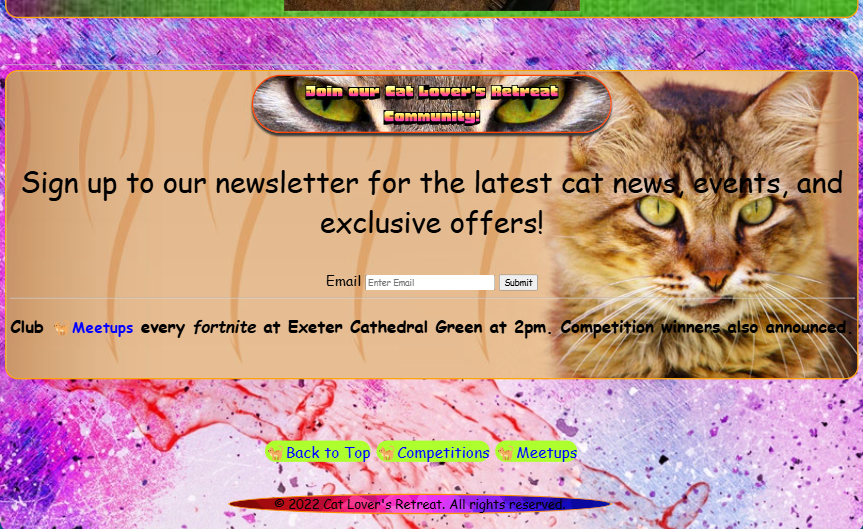 Join our Cat Lover's Retreat
Community!
Sign up to our newsletter for the latest cat news, events, and
exclusive offers!
Email Enter Email Submit
Club Meetups every fortnite at Exeter Cathedral Green at 2pm. Competition winners also announced.
Back to Top Competitions Meetups
© 2022 Cat Lover's Retreat. All rights reserved.